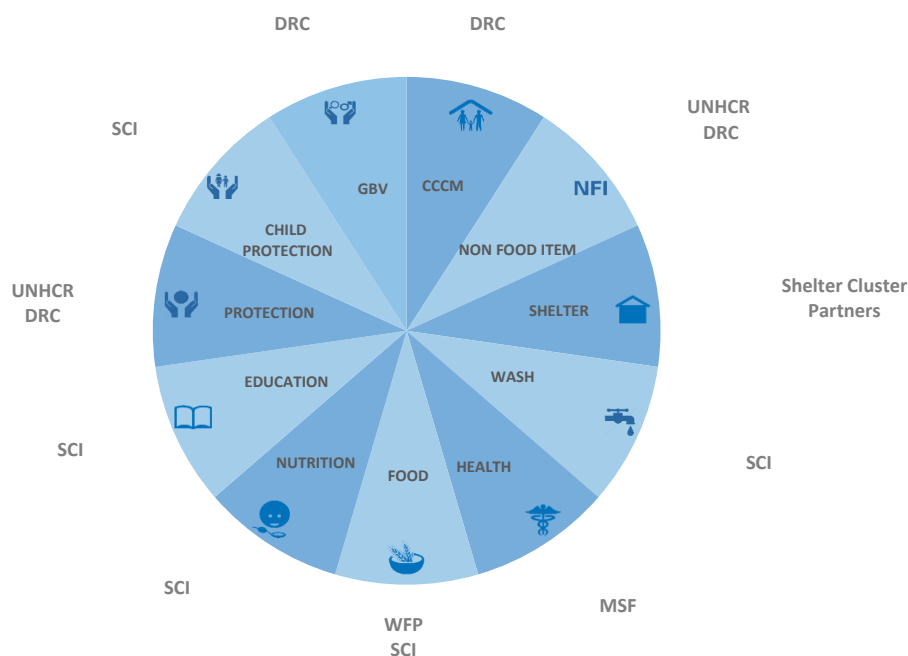 DRC
DRC
UNHCR
DRC
SCI
GBV
CCCM
NFI
CHILD
PROTECTION
NON FOOD ITEM
UNHCR
DRC
PROTECTION
SHELTER
Shelter Cluster
Partners
EDUCATION
WASH
SCI
NUTRITION
FOOD
HEALTH
SCI
SCI
MSF
WFP
SCI